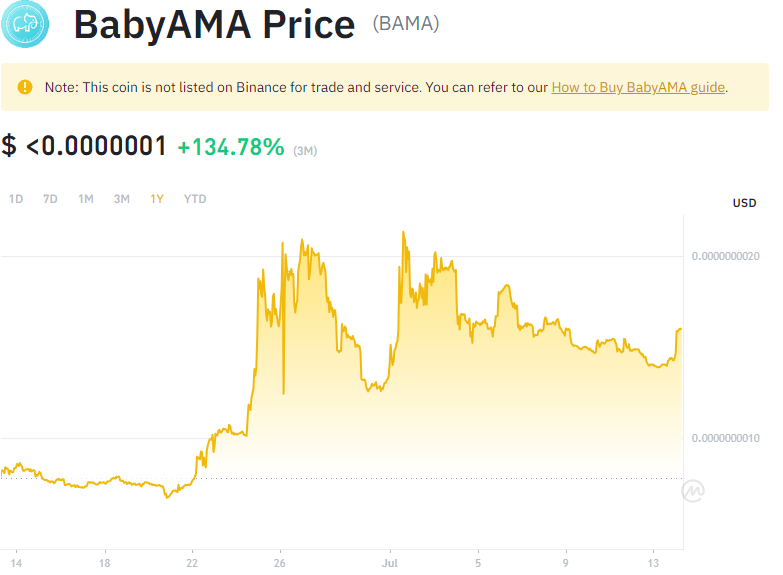 BabyAMA Price (BAMA)
Note: This coin is not listed on Binance for trade and service. You can refer to our How to Buy BabyAMA guide.
$ <0.0000001 +134.78% (3M)
1D 7D 1M 3M 1Y YTD
USD
0.0000000020
0.0000000010
14 18 22 26 Jul 5 9 13